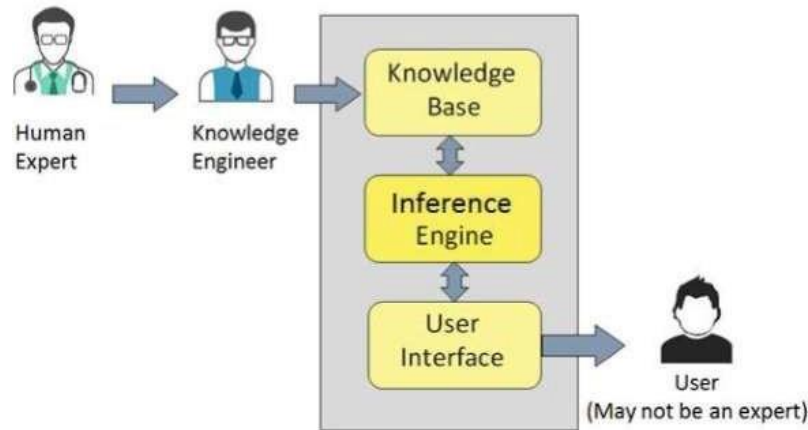 Human
Expert
Knowledge
Engineer
Knowledge
Base
Inference
Engine
User
Interface
User
(May not be an expert)